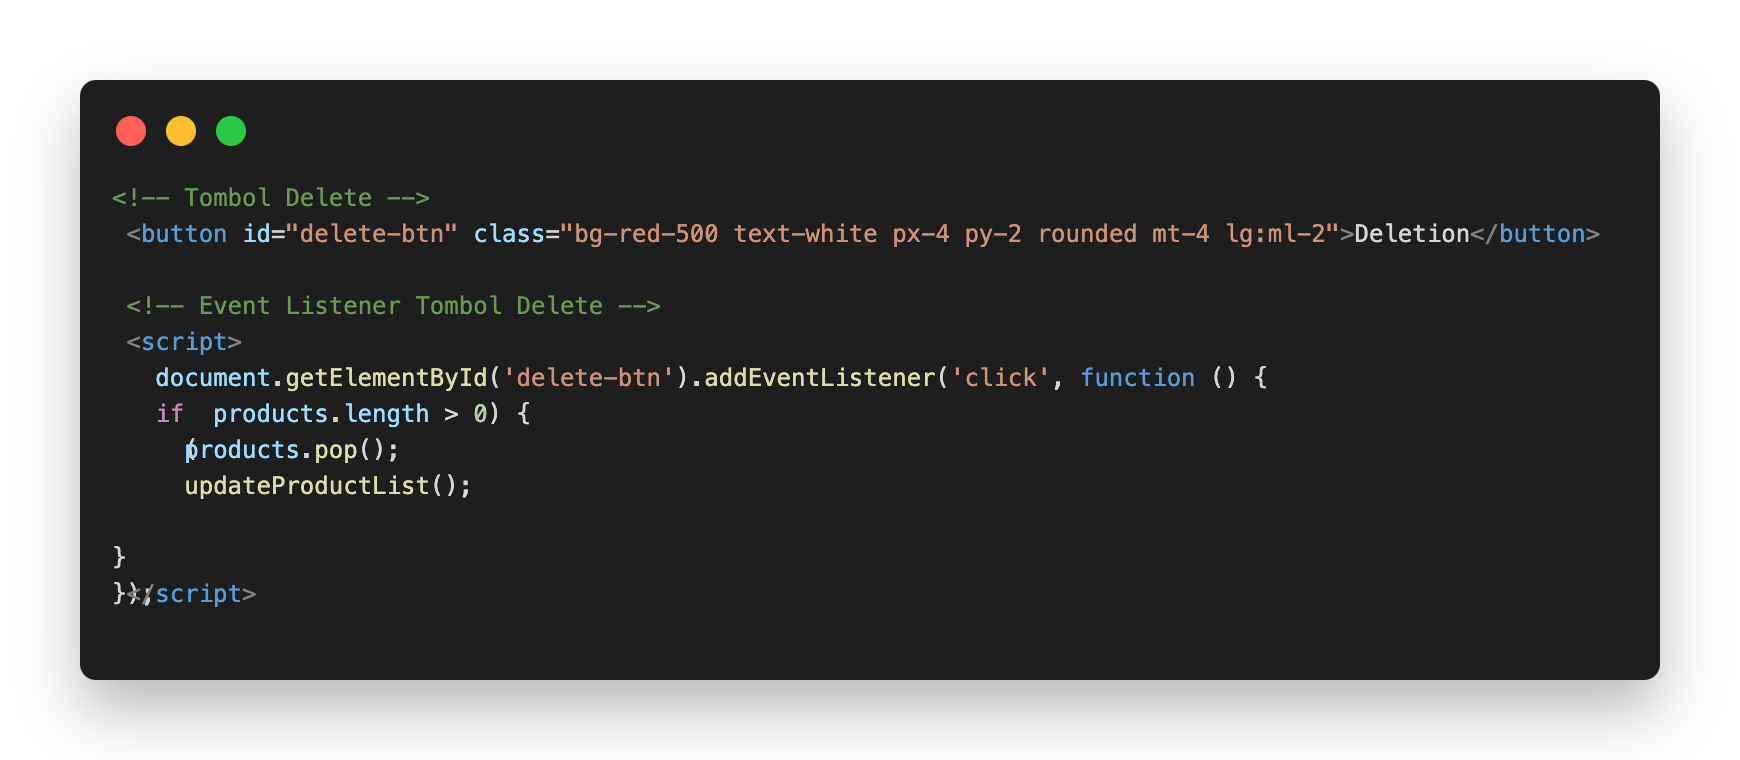 <!-- Tombol Delete -->
<button id="delete-btn" class="bg-red-500 text-white px-4 py-2 rounded mt-4 lg:ml-2">Deletion</button>
<!-- Event Listener Tombol Delete -->
<script>
document.getElementById('delete-btn').addEventListener('click', function () {
if  products.length > 0) {
(products.pop();
updateProductList();
}
});</script>